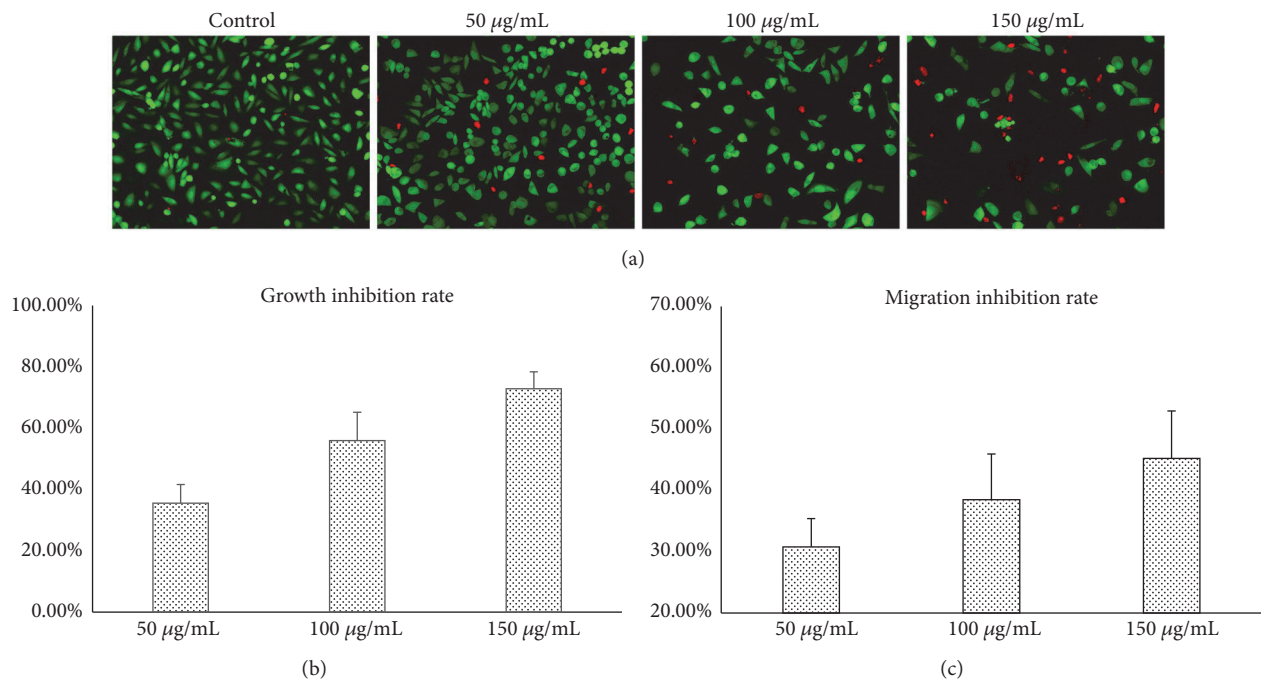 Control 50 μg/mL 100 μg/mL 150 μg/mL
(a)
Growth inhibition rate
100.00%
80.00%
60.00%
40.00%
20.00%
0.00%
50 μg/mL 100 μg/mL 150 μg/mL
(b)
Migration inhibition rate
70.00%
60.00%
50.00%
40.00%
30.00%
20.00%
50 μg/mL 100 μg/mL 150 μg/mL
(c)